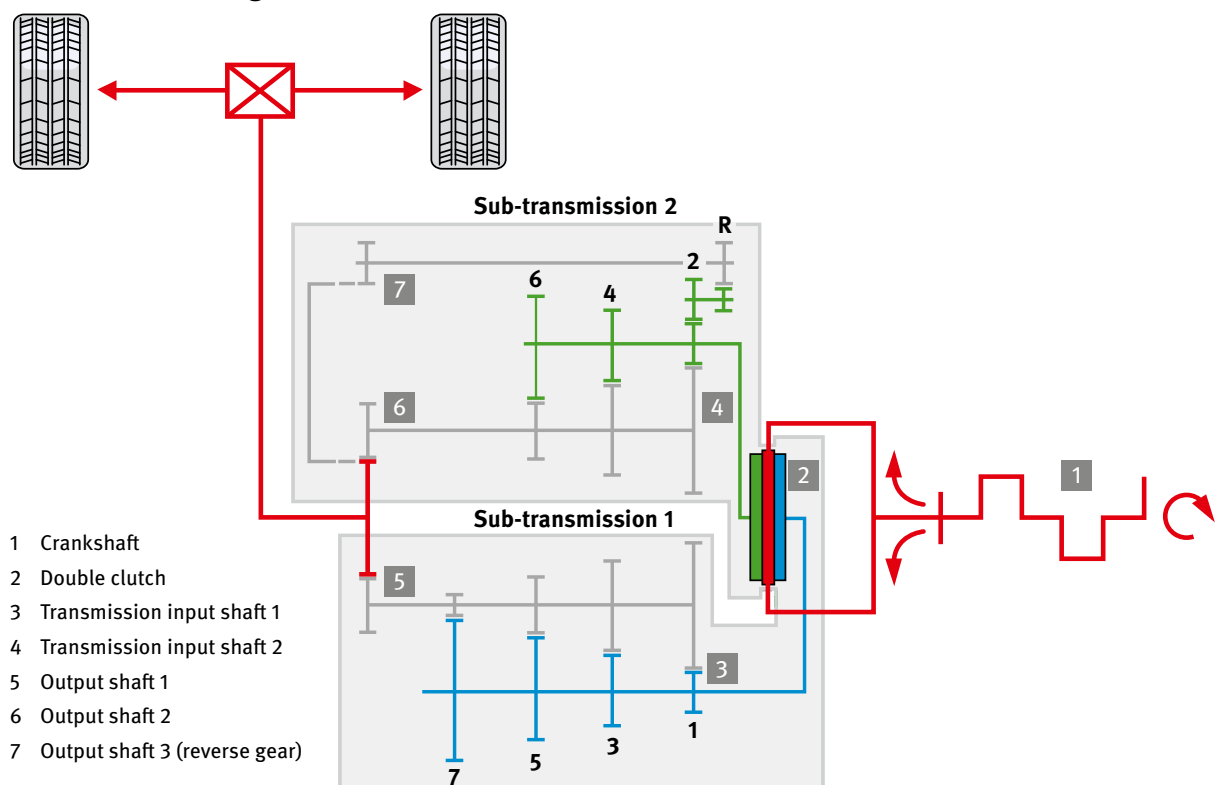 Sub-transmission 2
R
2
6
4
7
6
4
2
1
Sub-transmission 1
5
3
1
3
5
7
1 Crankshaft
2 Double clutch
3 Transmission input shaft 1
4 Transmission input shaft 2
5 Output shaft 1
6 Output shaft 2
7 Output shaft 3 (reverse gear)